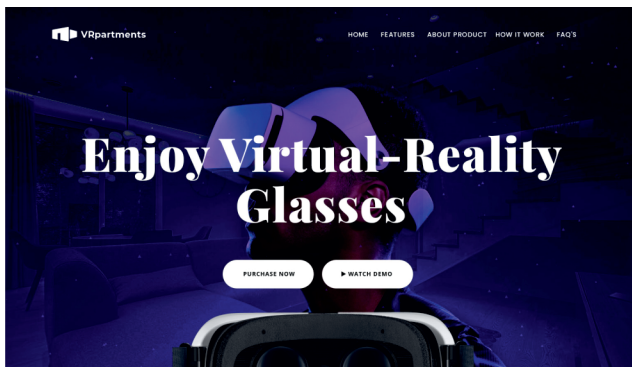 VRpartments
HOME FEATURES ABOUT PRODUCT HOW IT WORK FAQ'S
Enjoy Virtual-Reality
Glasses
PURCHASE NOW
WATCH DEMO